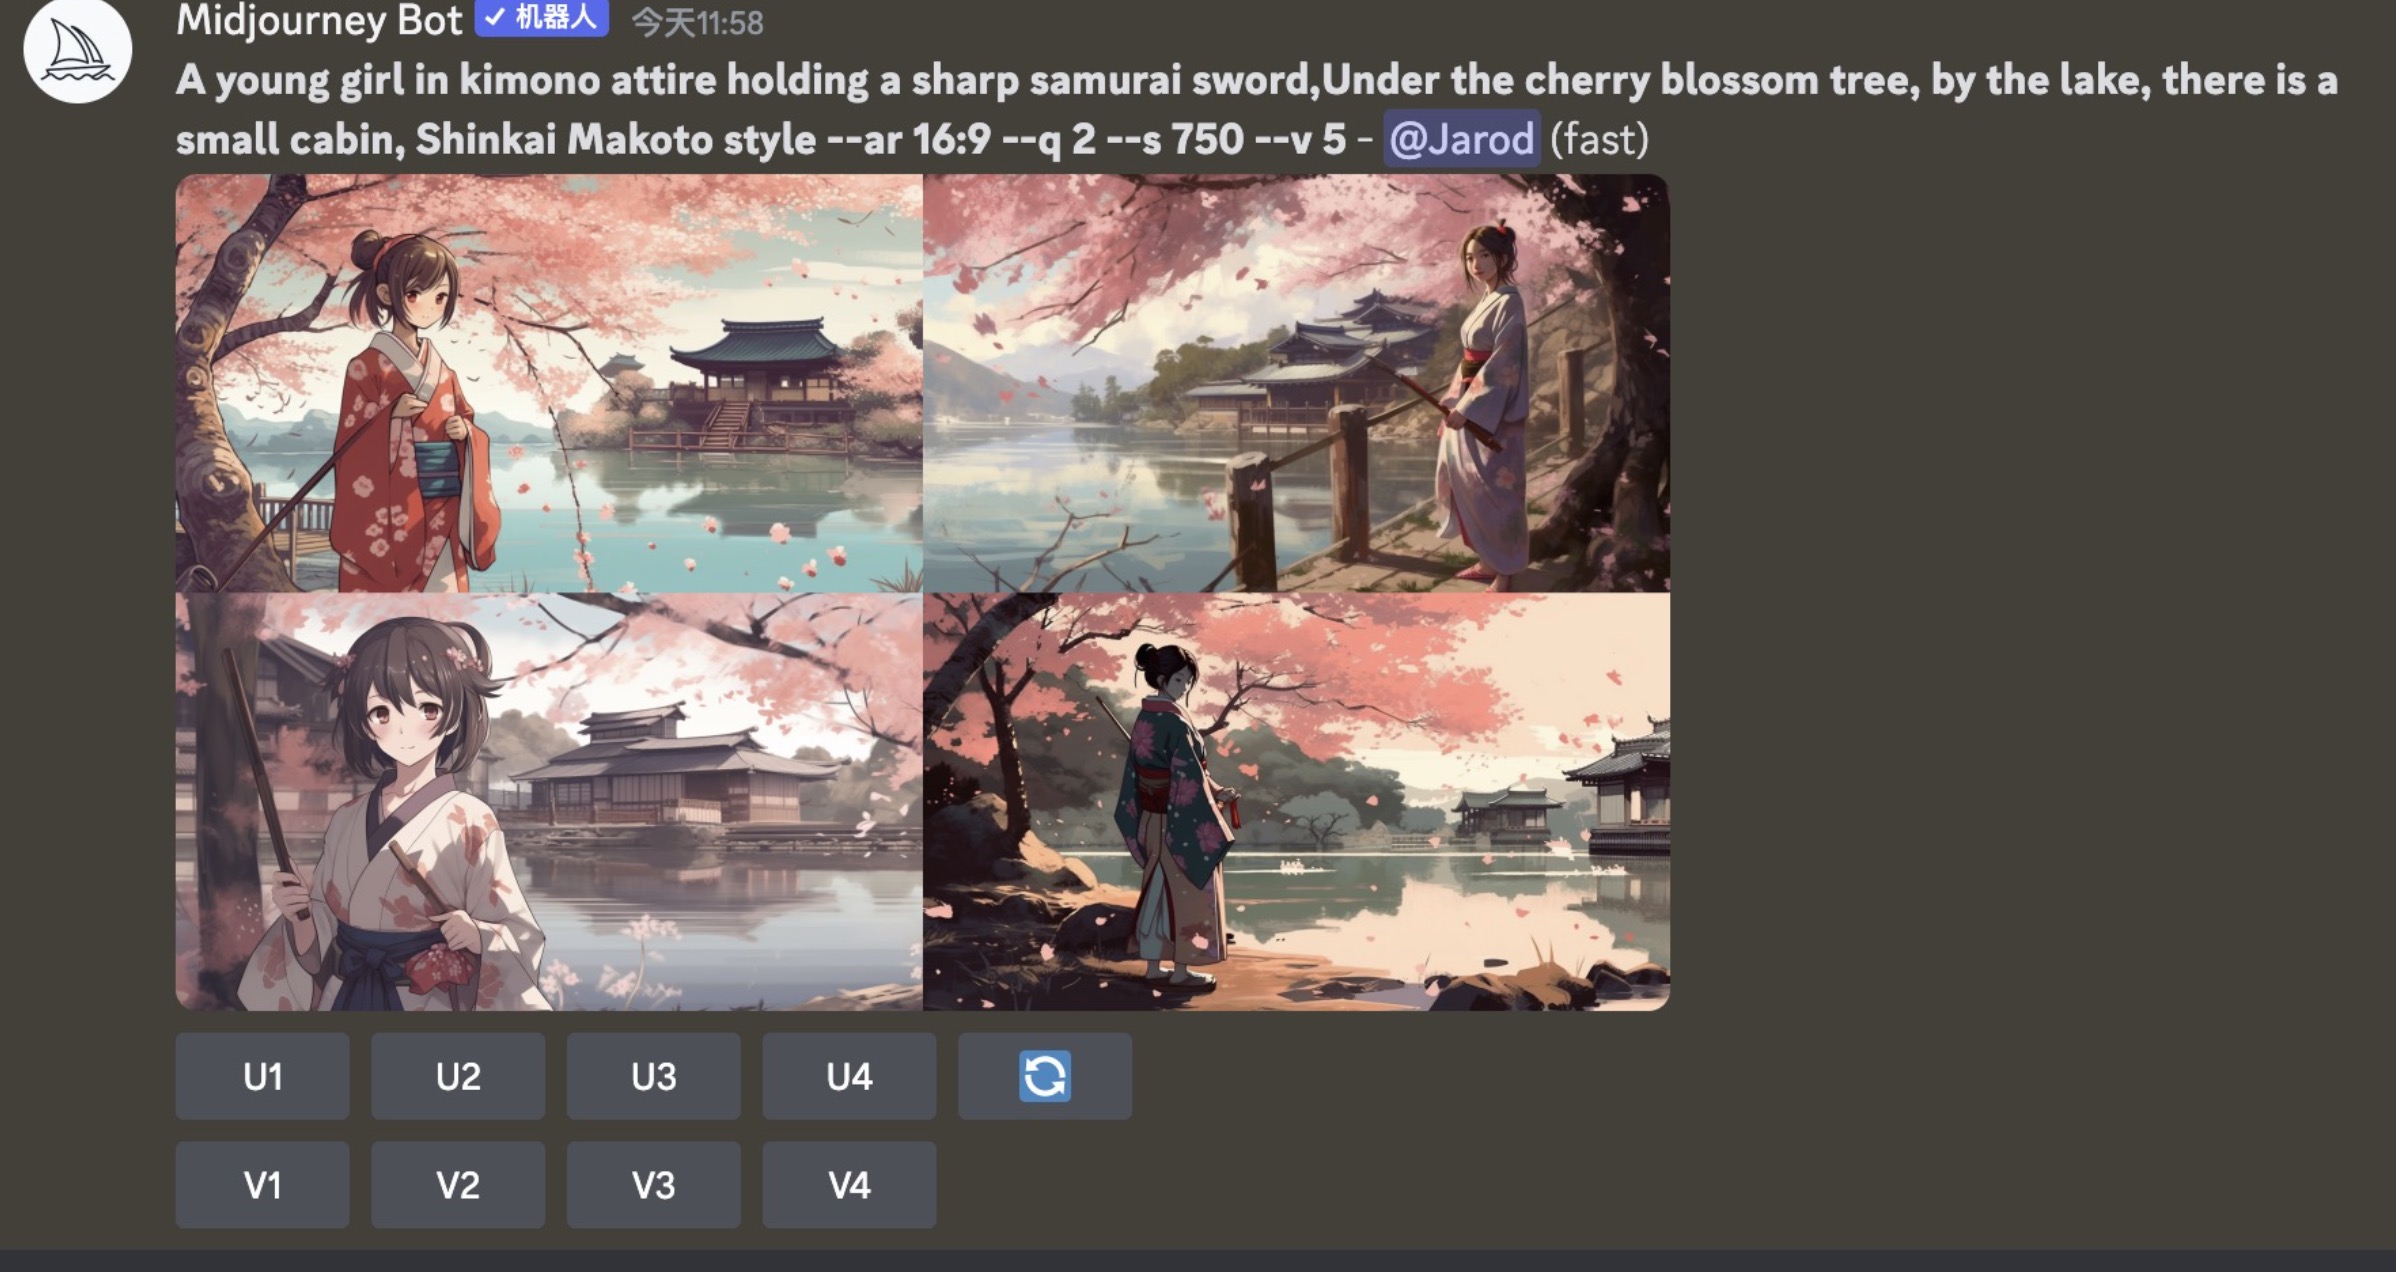 Midjourney Bot ✓ 机器人 今天11:58
A young girl in kimono attire holding a sharp samurai sword,Under the cherry blossom tree, by the lake, there is a
small cabin, Shinkai Makoto style --ar 16:9 --q 2 --s 750 --v 5 - @Jarod (fast)
U1 U2 U3 U4
V1 V2 V3 V4